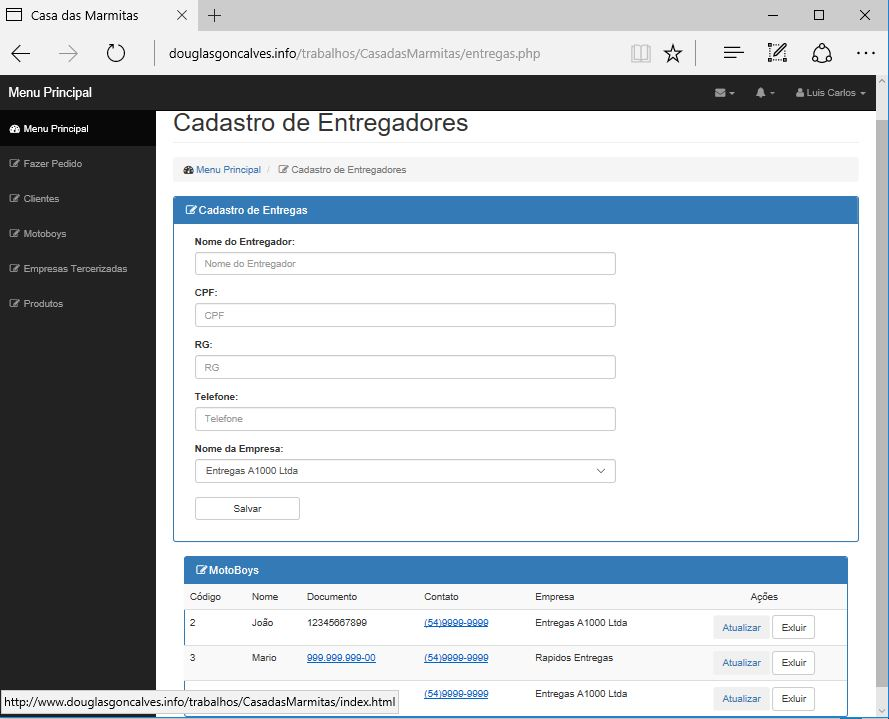 Casa das Marmitas
douglasgoncalves.info/trabalhos/CasadasMarmitas/entregas.php
Menu Principal
Luis Carlos
Menu Principal
Fazer Pedido
Clientes
Motoboys
Empresas Tercerizadas
Produtos
Cadastro de Entregadores
Menu Principal / Cadastro de Entregadores
Cadastro de Entregas
Nome do Entregador:
Nome do Entregador
CPF:
CPF
RG:
RG
Telefone:
Telefone
Nome da Empresa:
Entregas A1000 Ltda
Salvar
MotoBoys
Código Nome Documento Contato Empresa Ações
2 João 12345667899 (54)9999-9999 Entregas A1000 Ltda Atualizar Exluir
3 Mario 999.999.999-00 (54)9999-9999 Rapidos Entregas Atualizar Exluir
(54)9999-9999 Entregas A1000 Ltda Atualizar Exluir
http://www.douglasgoncalves.info/trabalhos/CasadasMarmitas/index.html